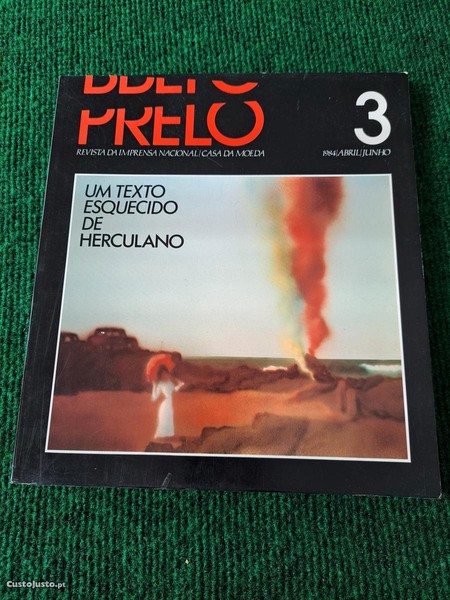 PRELO
3
REVISTA DA IMPRENSA NACIONAL/CASA DA MOEDA
1984/ABRIL/JUNHO
UM TEXTO
ESQUECIDO
DE
HERCULANO
CustoJusto.pt